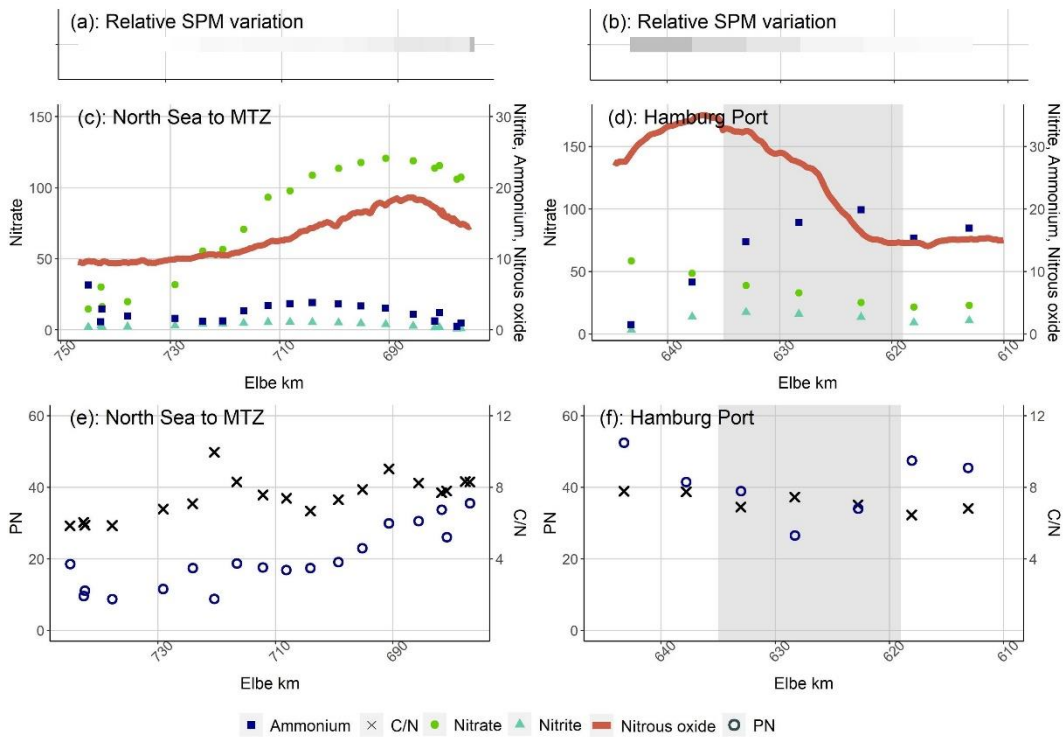 (a): Relative SPM variation
(b): Relative SPM variation
(c): North Sea to MTZ
150
100
50
0
Nitrate
30
20
10
0
Nitrite, Ammonium, Nitrous oxide
750
730
710
690
Elbe km
(d): Hamburg Port
150
100
50
0
Nitrate
30
20
10
0
Nitrite, Ammonium, Nitrous oxide
640
630
620
610
Elbe km
(e): North Sea to MTZ
60
40
20
0
PN
12
8
4
C/N
730
710
690
Elbe km
(f): Hamburg Port
60
40
20
0
PN
12
8
4
C/N
640
630
620
610
Elbe km
Ammonium C/N Nitrate Nitrite Nitrous oxide PN